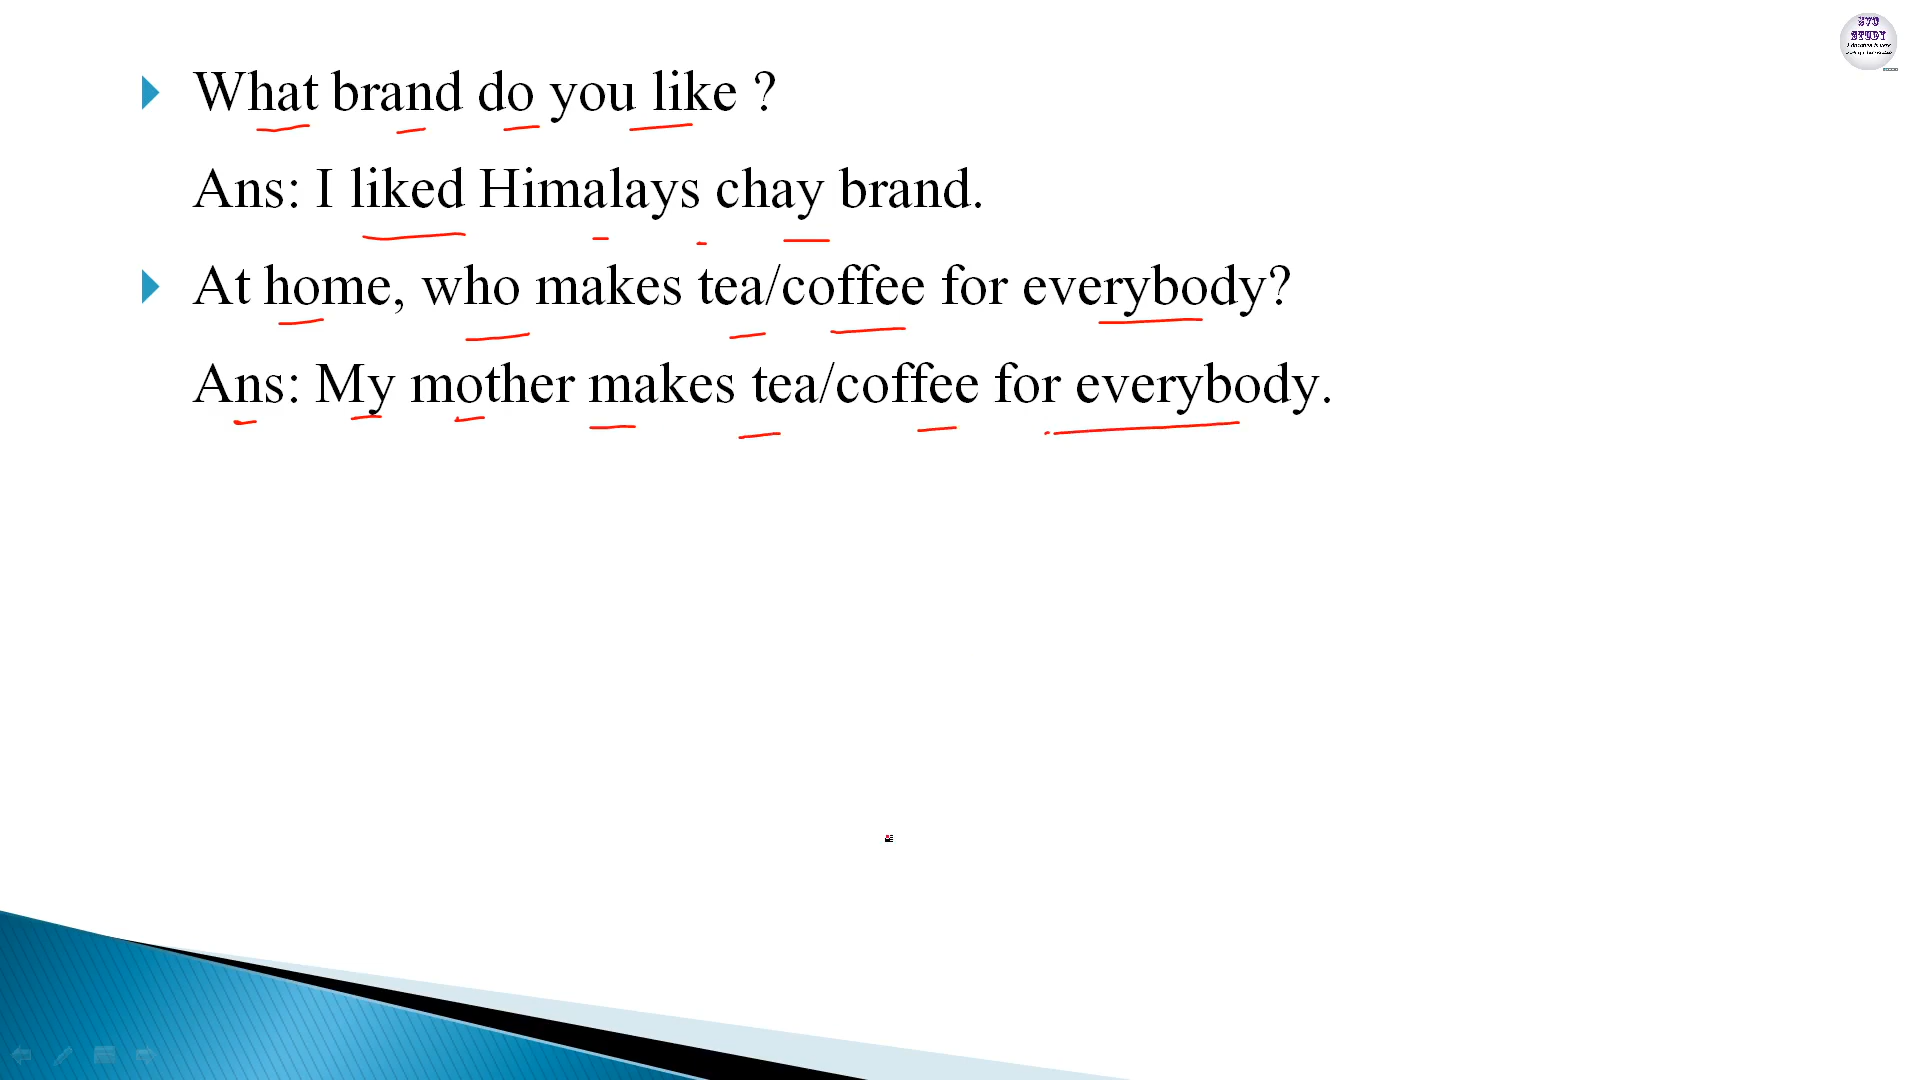 What brand do you like ?
Ans: I liked Himalays chay brand.
At home, who makes tea/coffee for everybody?
Ans: My mother makes tea/coffee for everybody.
STUDY